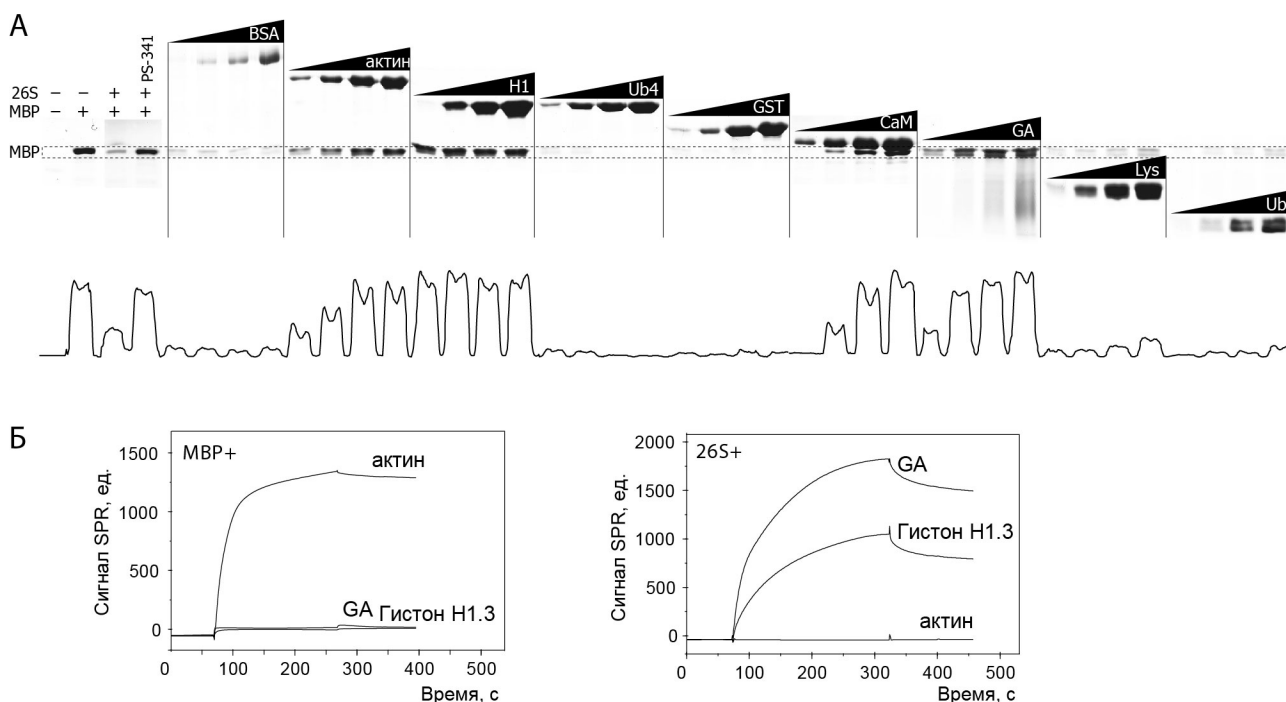 А
BSA
PS-341
актин
H1
Ub4
GST
CaM
GA
Lys
Ub
26S – – + +
MBP – + + +
MBP
Б
MBP+
актин
GA Гистон Н1.3
Сигнал SPR, ед.
1500
1000
500
0
0 100 200 300 400 500
Время, с
26S+
GA
Гистон Н1.3
актин
Сигнал SPR, ед.
2000
1500
1000
500
0
0 100 200 300 400 500
Время, с